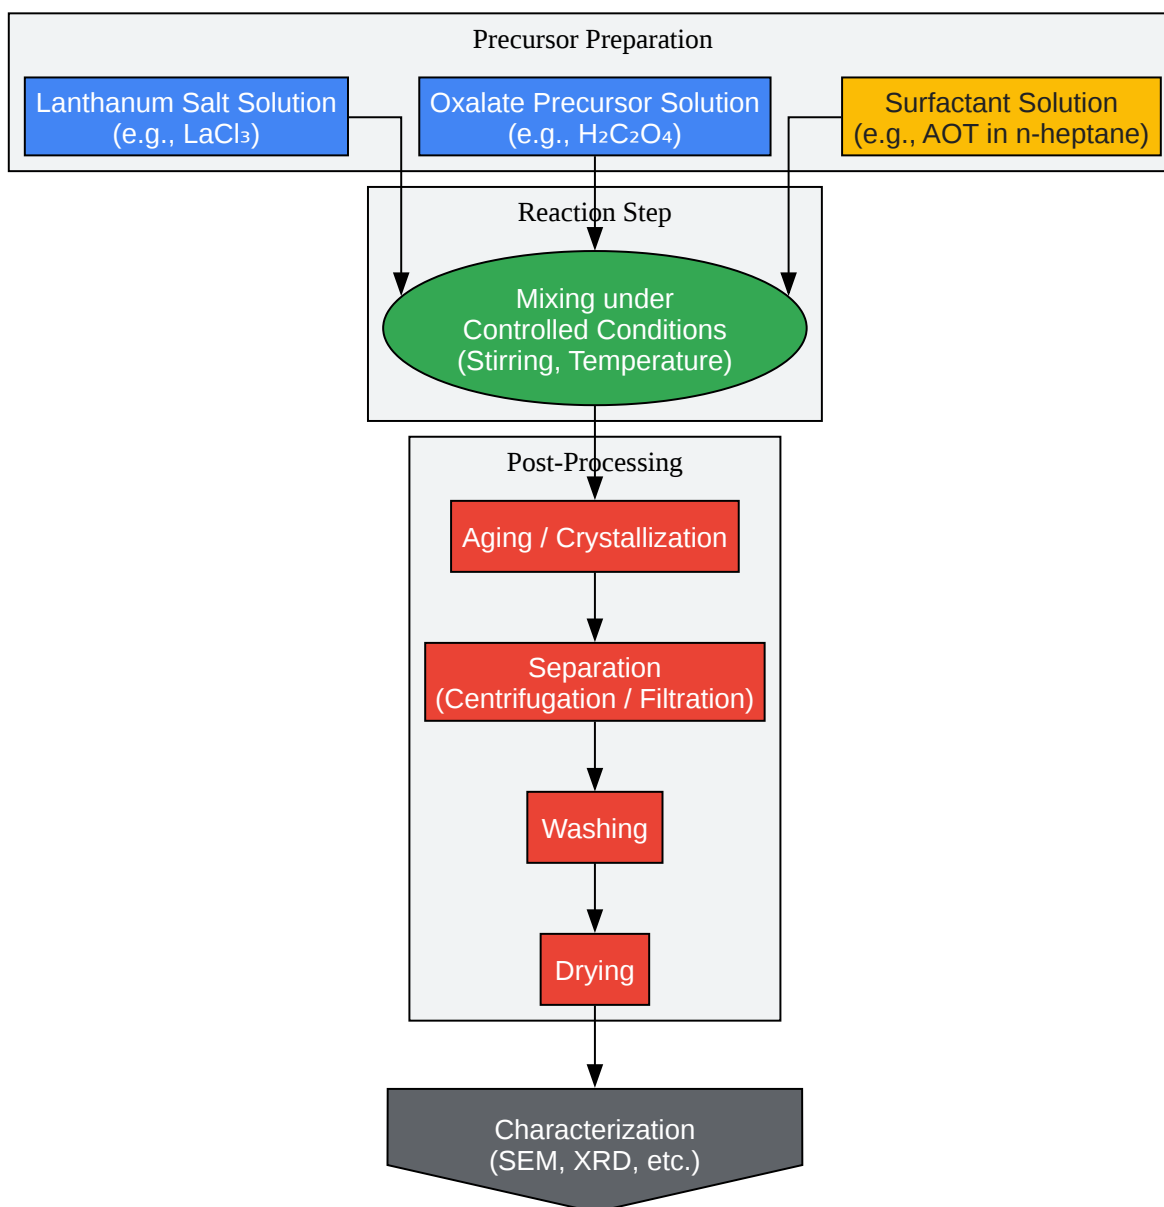 Precursor Preparation
Lanthanum Salt Solution
(e.g., LaCl₃)
Oxalate Precursor Solution
(e.g., H₂C₂O₄)
Surfactant Solution
(e.g., AOT in n-heptane)
Reaction Step
Mixing under
Controlled Conditions
(Stirring, Temperature)
Post-Processing
Aging / Crystallization
Separation
(Centrifugation / Filtration)
Washing
Drying
Characterization
(SEM, XRD, etc.)